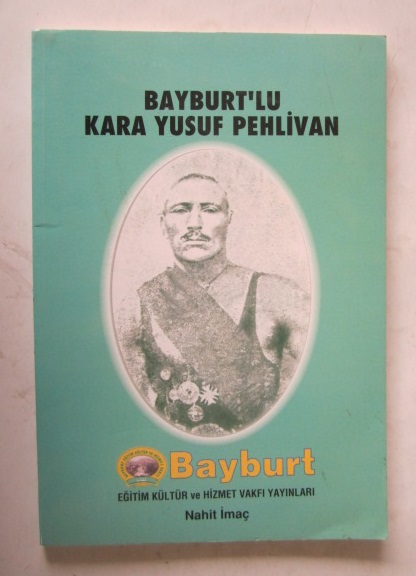 BAYBURT'LU
KARA YUSUF PEHLİVAN
Bayburt
EĞİTİM KÜLTÜR ve HİZMET VAKFI YAYINLARI
Nahit İmaç